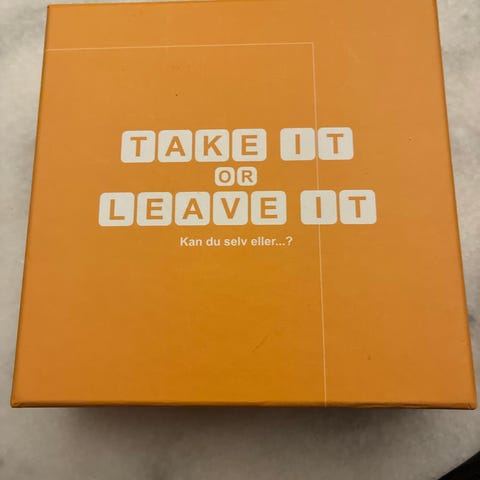 TAKE IT
OR
LEAVE IT
Kan du selv eller...?